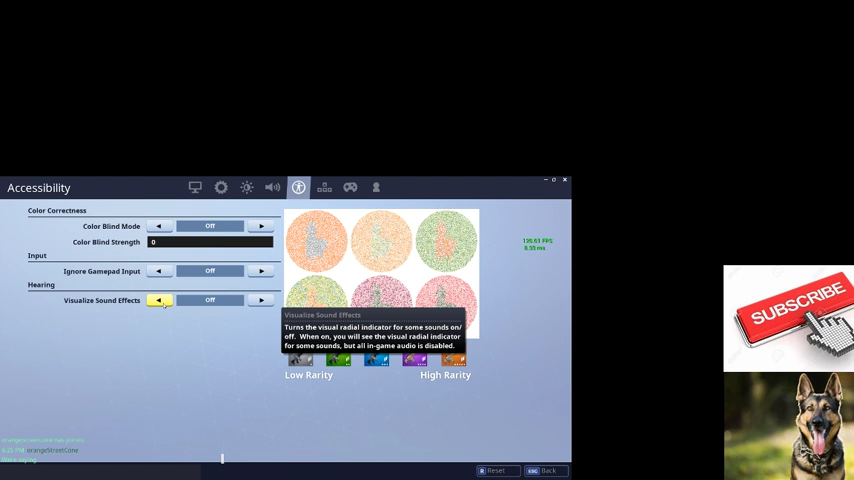 Accessibility
Color Correctness
Color Blind Mode
Off
Color Blind Strength
0
Input
Ignore Gamepad Input
Off
Hearing
Visualize Sound Effects
Off
Visualize Sound Effects
Turns the visual radial indicator for some sounds on/
off. When on, you will see the visual radial indicator
for some sounds, but all in-game audio is disabled.
Low Rarity
High Rarity
FPS
ms
orangeStreetCone
R Reset
ESC Back
SUBSCRIBE